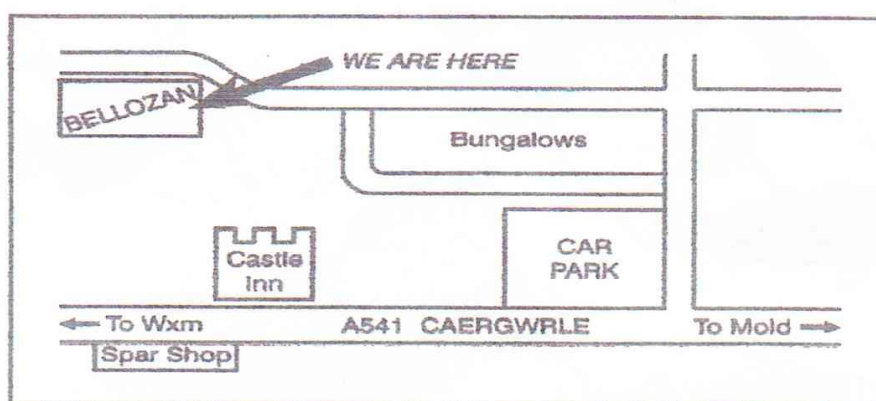 WE ARE HERE
BELLOZAN
Bungalows
Castle
Inn
CAR
PARK
To Wxm
A541 CAERGWRLE
To Mold
Spar Shop